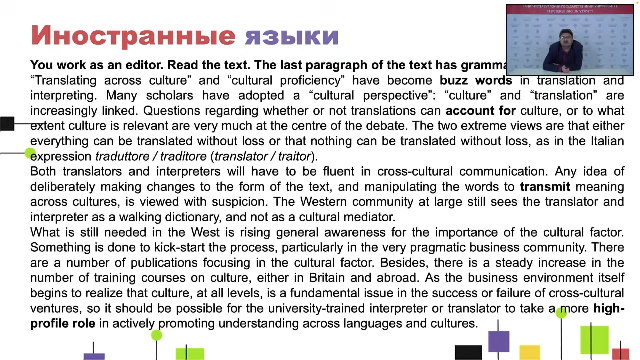 Иностранные языки
You work as an editor. Read the text. The last paragraph of the text has
“Translating across culture” and “cultural proficiency” have become buzz words in translation and
interpreting. Many scholars have adopted a “cultural perspective”: “culture” and “translation” are
increasingly linked. Questions regarding whether or not translations can account for culture, or to what
extent culture is relevant are very much at the centre of the debate. The two extreme views are that either
everything can be translated without loss or that nothing can be translated without loss, as in the Italian
expression traduttore / traditore (translator / traitor).
Both translators and interpreters will have to be fluent in cross-cultural communication. Any idea of
deliberately making changes to the form of the text, and manipulating the words to transmit meaning
across cultures, is viewed with suspicion. The Western community at large still sees the translator and
interpreter as a walking dictionary, and not as a cultural mediator.
What is still needed in the West is rising general awareness for the importance of the cultural factor.
Something is done to kick-start the process, particularly in the very pragmatic business community. There
are a number of publications focusing in the cultural factor. Besides, there is a steady increase in the
number of training courses on culture, either in Britain and abroad. As the business environment itself
begins to realize that culture, at all levels, is a fundamental issue in the success or failure of cross-cultural
ventures, so it should be possible for the university-trained interpreter or translator to take a more high-
profile role in actively promoting understanding across languages and cultures.